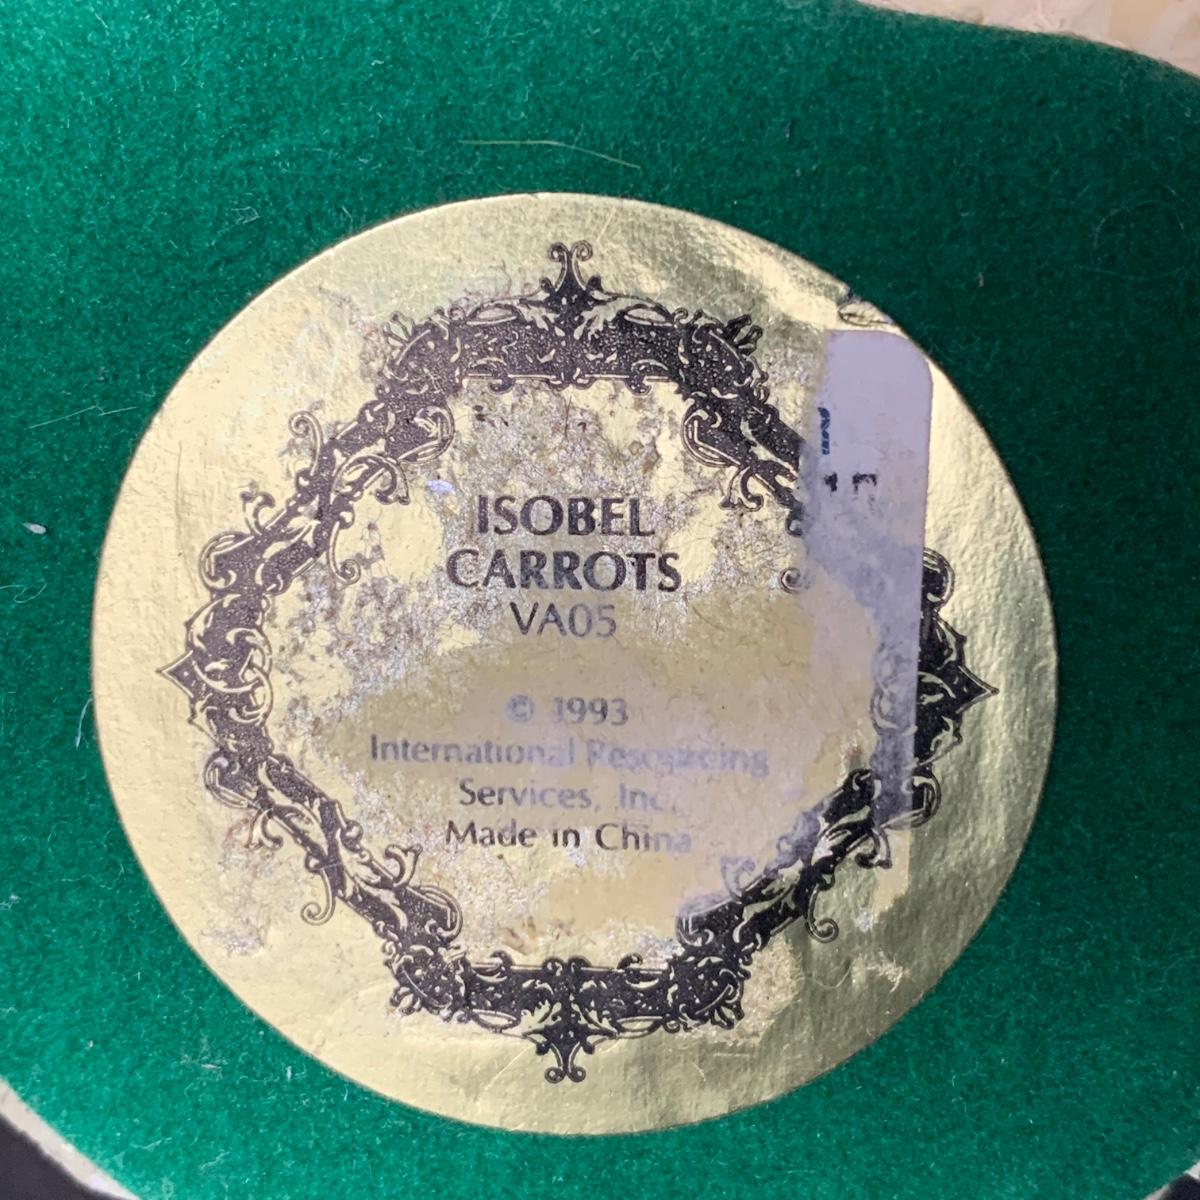 ISOBEL
CARROTS
VA05
© 1993
International Resourcing
Services, Inc.
Made in China